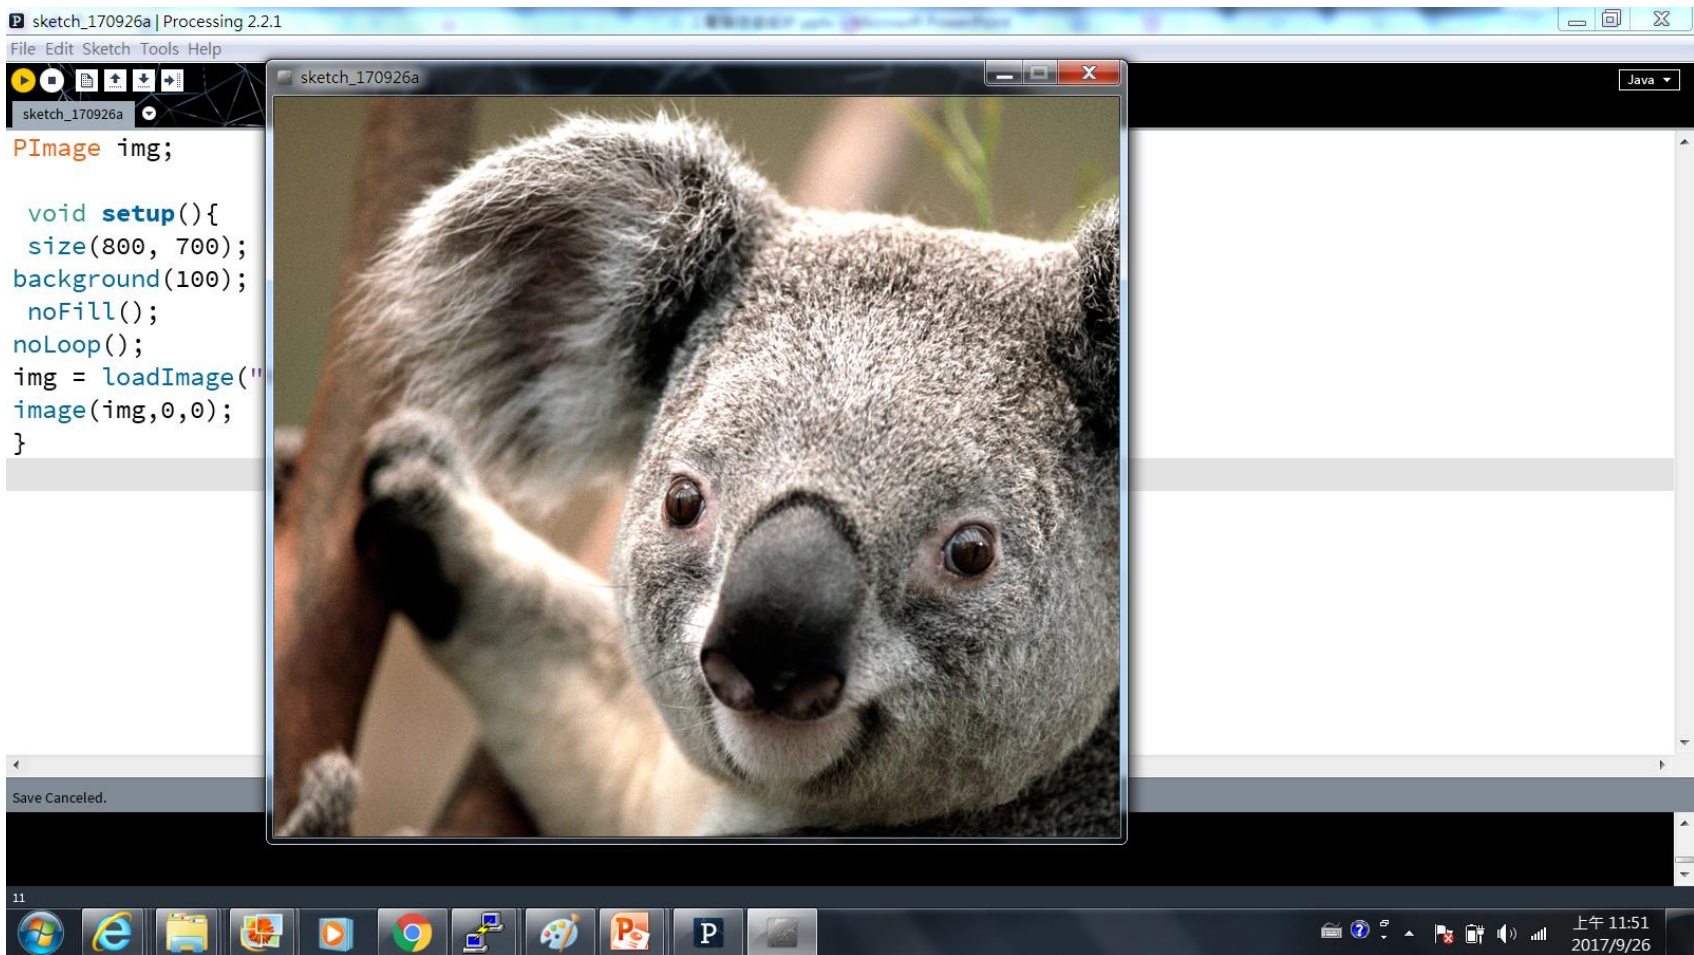 sketch_170926a | Processing 2.2.1
File Edit Sketch Tools Help
sketch_170926a
Java
sketch_170926a
PImage img;
void setup(){
size(800, 700);
background(100);
noFill();
noLoop();
img = loadImage("
image(img,0,0);
}
Save Canceled.
11
上午 11:51
2017/9/26